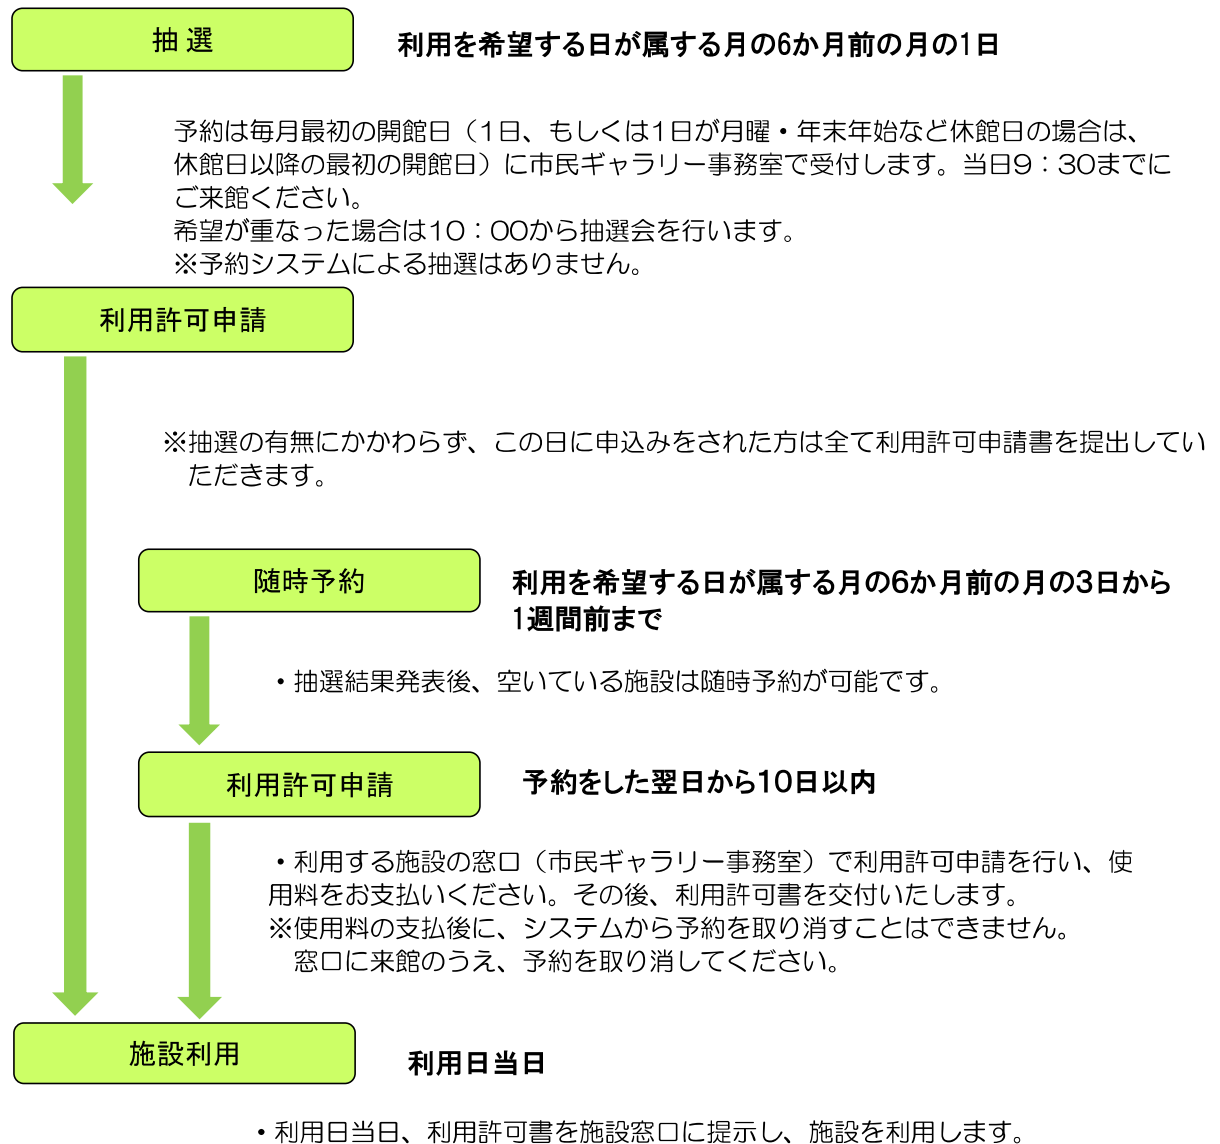 抽 選
利用を希望する日が属する月の6か月前の月の1日
予約は毎月最初の開館日（1日、もしくは1日が月曜・年末年始など休館日の場合は、
休館日以降の最初の開館日）に市民ギャラリー事務室で受付します。当日9：30までに
ご来館ください。
希望が重なった場合は10：00から抽選会を行います。
※予約システムによる抽選はありません。
利用許可申請
※抽選の有無にかかわらず、この日に申込みをされた方は全て利用許可申請書を提出してい
ただきます。
随時予約
利用を希望する日が属する月の6か月前の月の3日から
1週間前まで
・抽選結果発表後、空いている施設は随時予約が可能です。
利用許可申請
予約をした翌日から10日以内
・利用する施設の窓口（市民ギャラリー事務室）で利用許可申請を行い、使
用料をお支払いください。その後、利用許可書を交付いたします。
※使用料の支払後に、システムから予約を取り消すことはできません。
窓口に来館のうえ、予約を取り消してください。
施設利用
利用日当日
・利用日当日、利用許可書を施設窓口に提示し、施設を利用します。